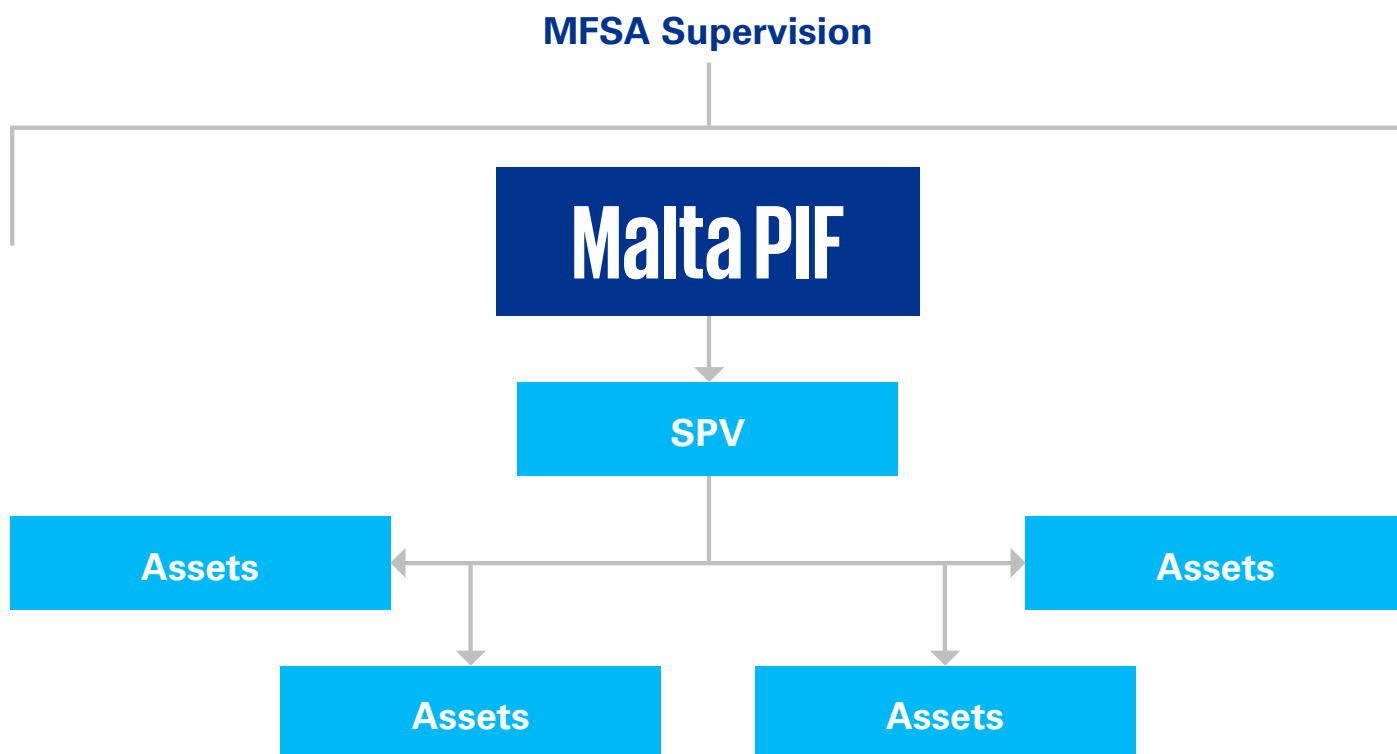 MFSA Supervision
Malta PIF
SPV
Assets
Assets
Assets
Assets